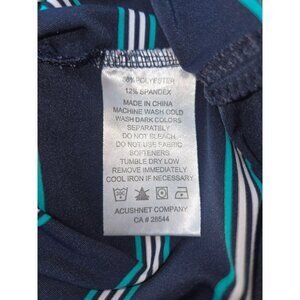 88% POLYESTER
12% SPANDEX
MADE IN CHINA
MACHINE WASH COLD
WASH DARK COLORS
SEPARATELY
DO NOT BLEACH
DO NOT USE FABRIC
SOFTENERS
TUMBLE DRY LOW
REMOVE IMMEDIATELY
COOL IRON IF NECESSARY
ACUSHNET COMPANY
CA # 28544